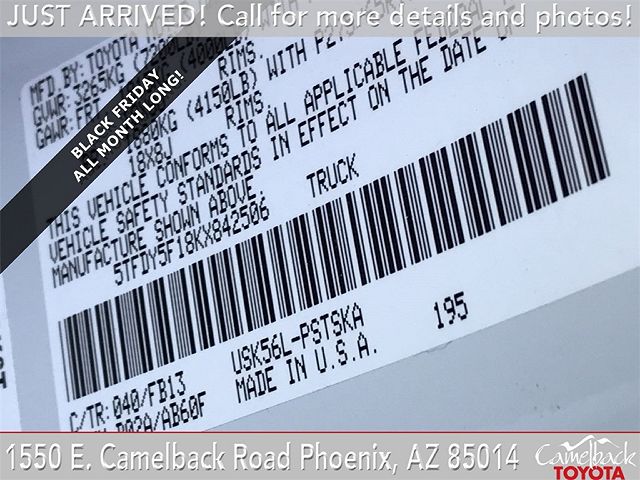 JUST ARRIVED! Call for more details and photos!
BLACK FRIDAY
ALL MONTH LONG!
MFD. BY: TOYOTA
GVWR: 3265KG
GAWR: FRT RIMS,
(4150LB) WITH
18X8J RIMS,
THIS VEHICLE CONFORMS TO ALL APPLICABLE FEDERAL
VEHICLE SAFETY STANDARDS IN EFFECT ON THE DATE OF
MANUFACTURE SHOWN ABOVE.
5TFDY5F18KX842506 TRUCK
USK56L-PSTSKA 195
C/TR: 040/FB13 MADE IN U.S.A.
/AB60F
1550 E. Camelback Road Phoenix, AZ 85014
Camelback
TOYOTA